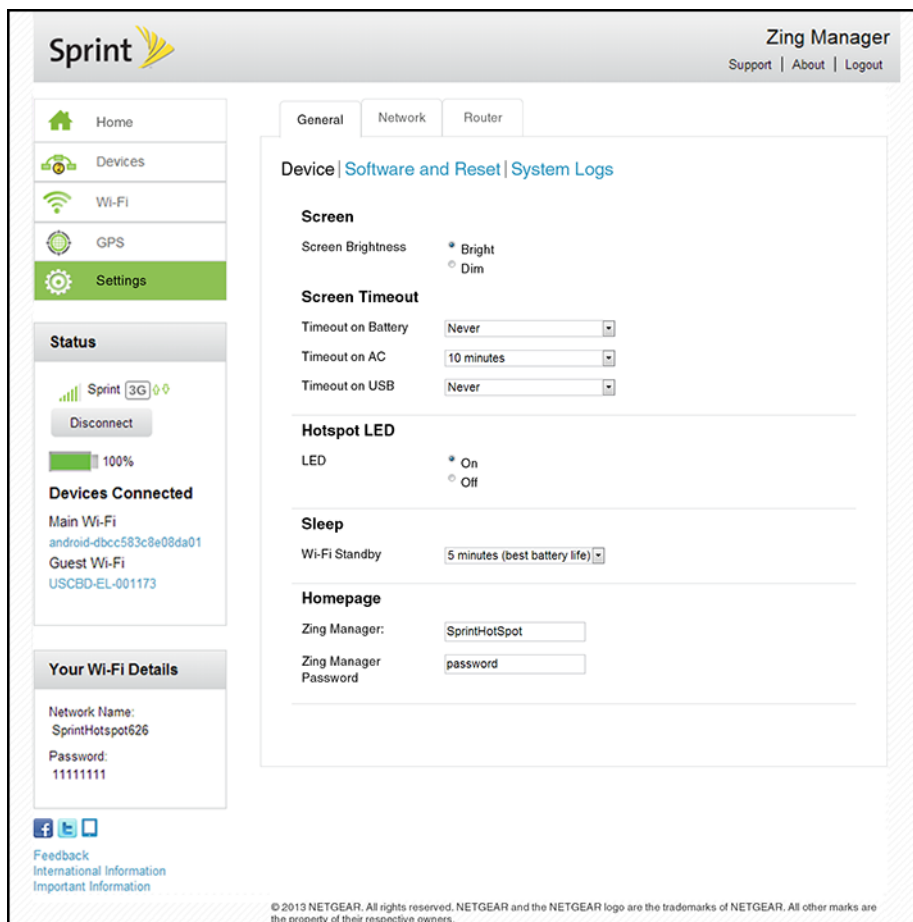 Sprint
Zing Manager
Support | About | Logout
Home
Devices
Wi-Fi
GPS
Settings
Status
Sprint 3G
Disconnect
100%
Devices Connected
Main Wi-Fi
android-dbcc583c8e08da01
Guest Wi-Fi
USCBD-EL-001173
Your Wi-Fi Details
Network Name:
SprintHotspot626
Password:
11111111
Feedback
International Information
Important Information
General
Network
Router
Device | Software and Reset | System Logs
Screen
Screen Brightness
Bright
Dim
Screen Timeout
Timeout on Battery
Never
Timeout on AC
10 minutes
Timeout on USB
Never
Hotspot LED
LED
On
Off
Sleep
Wi-Fi Standby
5 minutes (best battery life)
Homepage
Zing Manager:
SprintHotSpot
Zing Manager
Password
password
© 2013 NETGEAR. All rights reserved. NETGEAR and the NETGEAR logo are the trademarks of NETGEAR. All other marks are
the property of their respective owners.